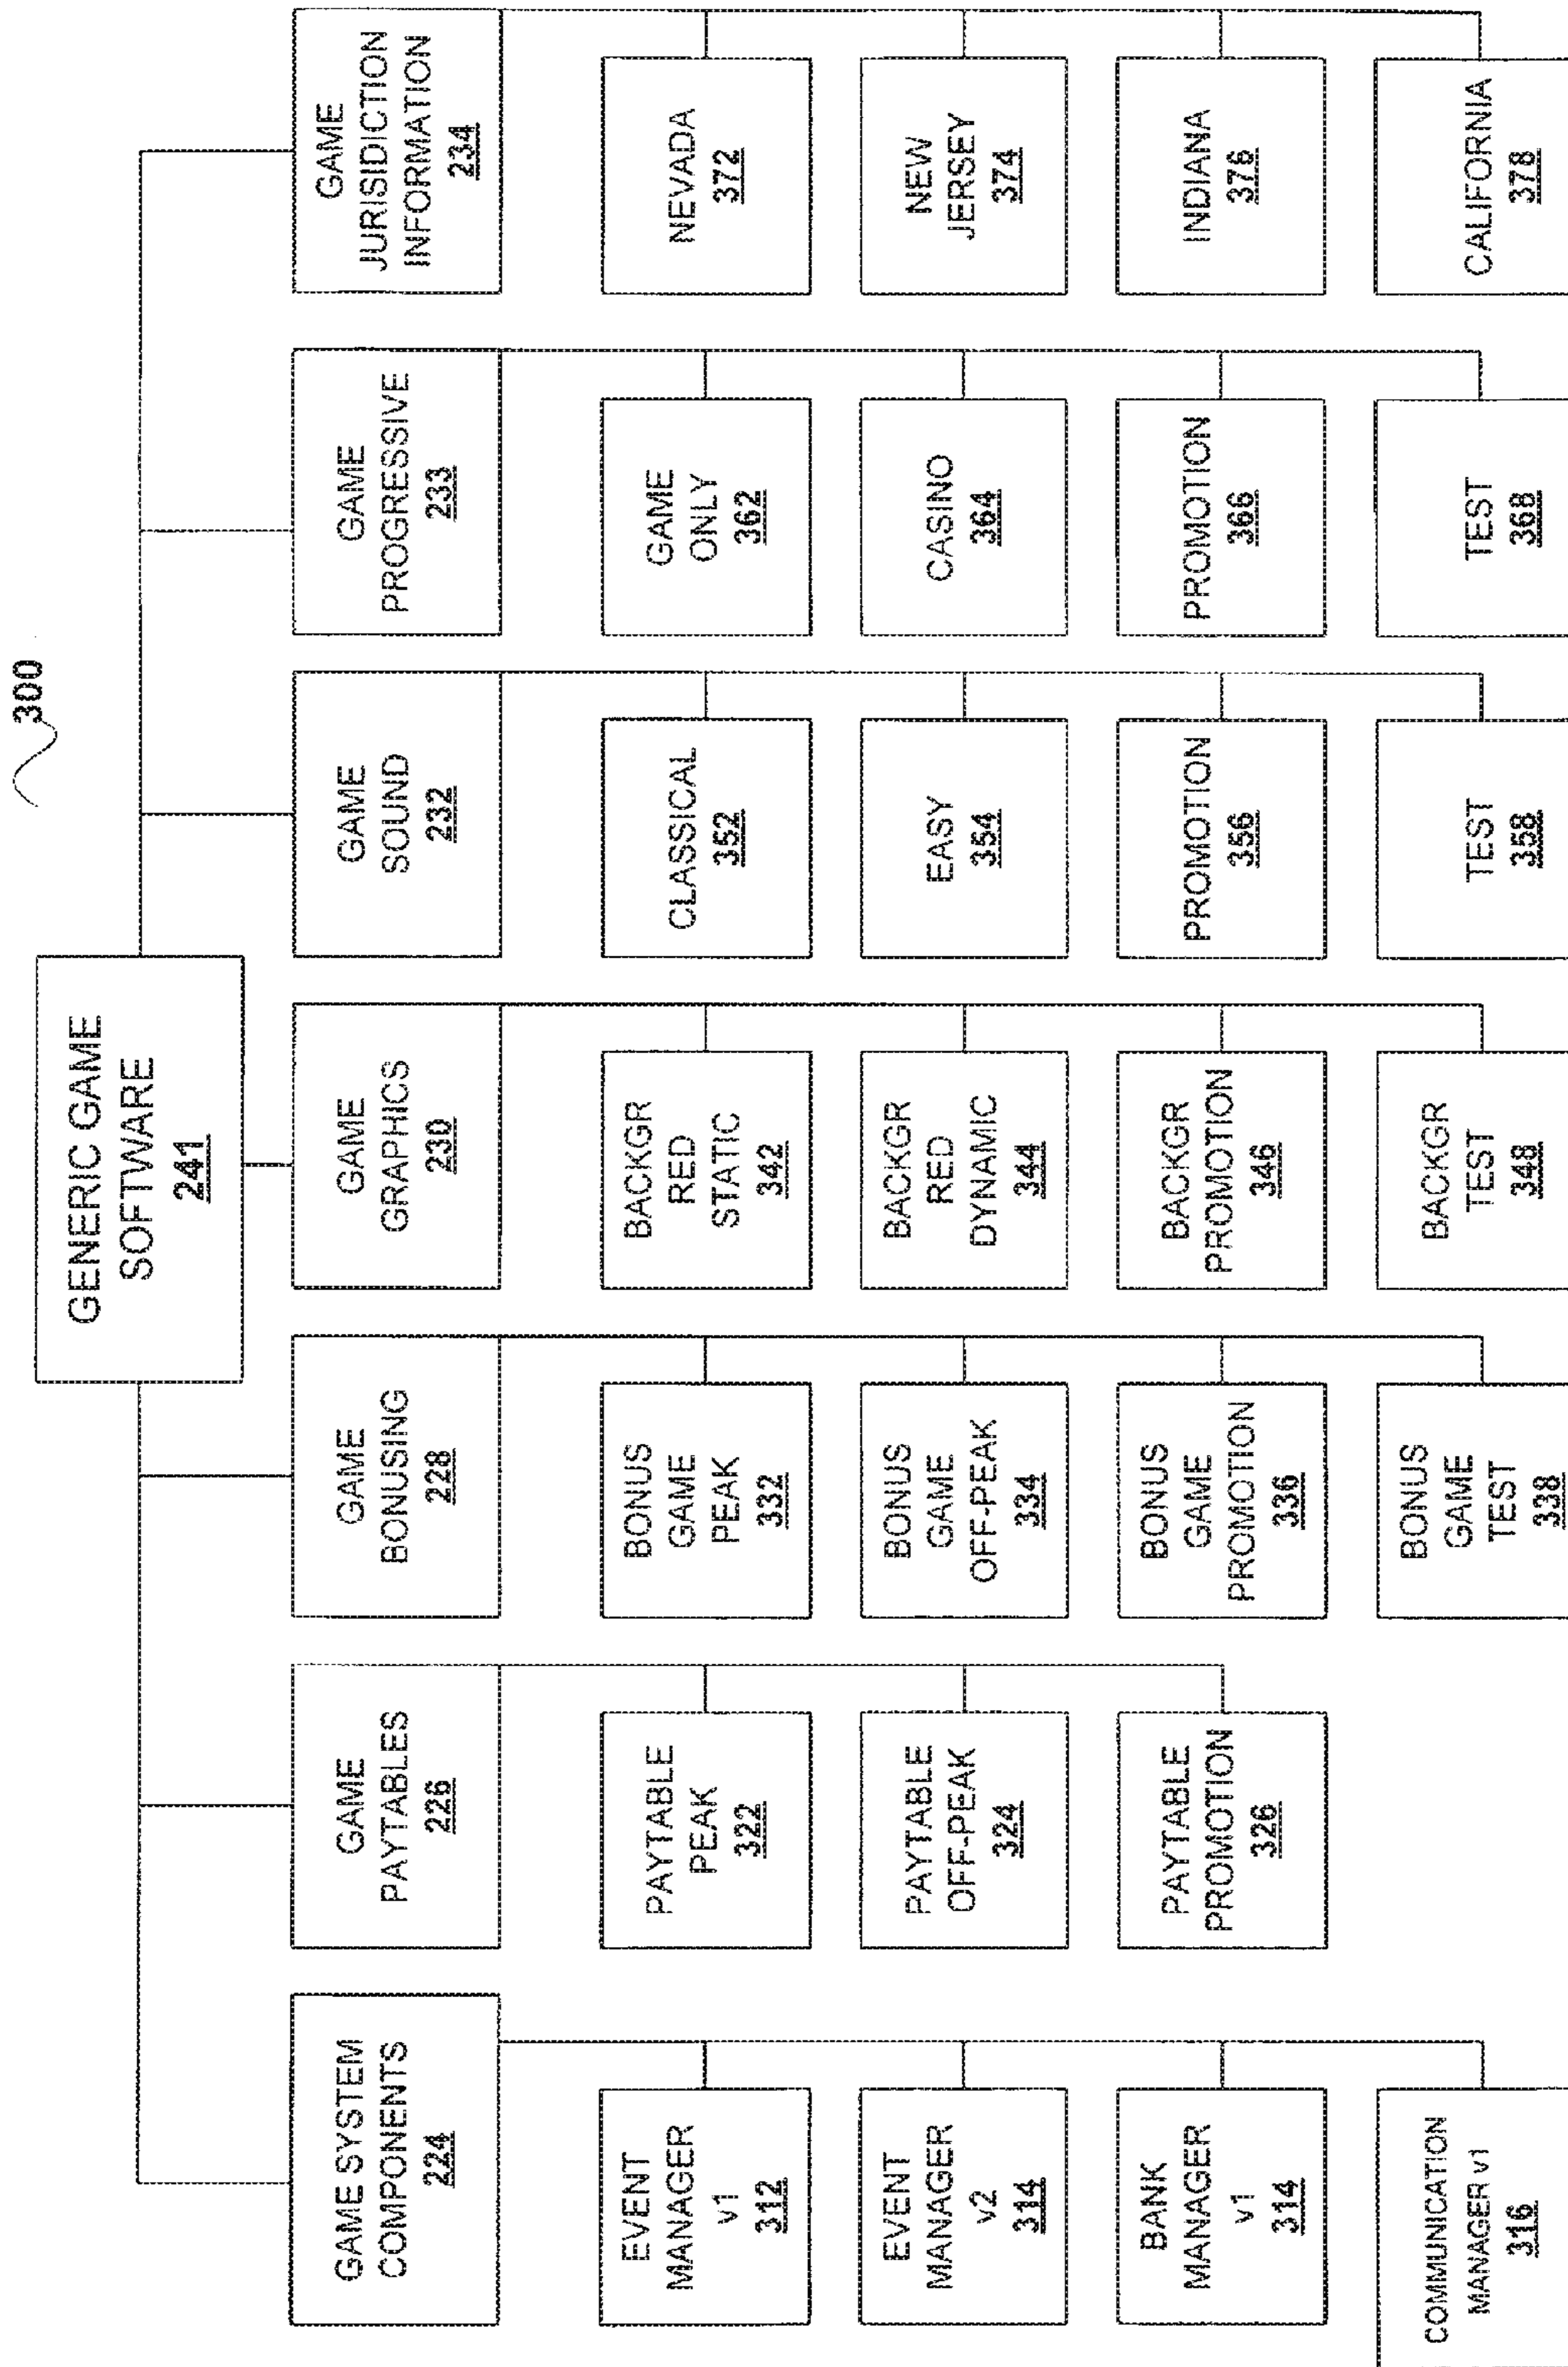 300
GENERIC GAME
SOFTWARE
241
GAME SYSTEM
COMPONENTS
224
EVENT
MANAGER
v1
312
EVENT
MANAGER
v2
314
BANK
MANAGER
v1
314
COMMUNICATION
MANAGER v1
316
GAME
PAYTABLES
226
PAYTABLE
PEAK
322
PAYTABLE
OFF-PEAK
324
PAYTABLE
PROMOTION
326
GAME
BONUSING
228
BONUS
GAME
PEAK
332
BONUS
GAME
OFF-PEAK
334
BONUS
GAME
PROMOTION
336
BONUS
GAME
TEST
338
GAME
GRAPHICS
230
BACKGR
RED
STATIC
342
BACKGR
RED
DYNAMIC
344
BACKGR
PROMOTION
346
BACKGR
TEST
348
GAME
SOUND
232
CLASSICAL
352
EASY
354
PROMOTION
356
TEST
358
GAME
PROGRESSIVE
233
GAME
ONLY
362
CASINO
364
PROMOTION
366
TEST
368
GAME
JURISIDICTION
INFORMATION
234
NEVADA
372
NEW
JERSEY
374
INDIANA
376
CALIFORNIA
378